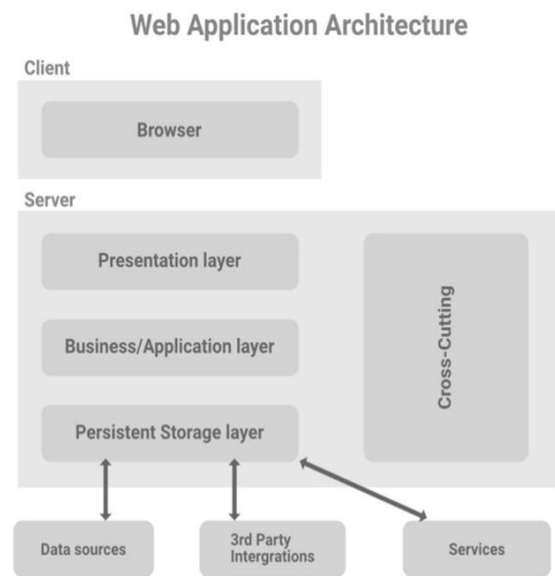 Web Application Architecture
Client
Browser
Server
Presentation layer
Business/Application layer
Persistent Storage layer
Cross-Cutting
Data sources
3rd Party
Intergrations
Services